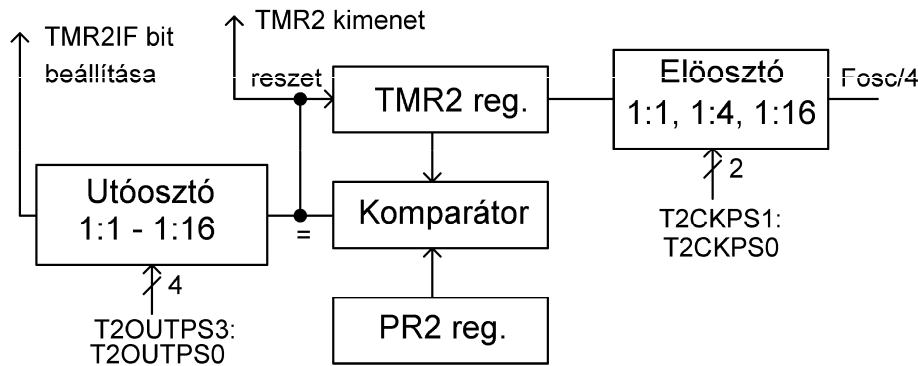 TMR2IF bit
beállítása
TMR2 kimenet
reszet
TMR2 reg.
Elöosztó
1:1, 1:4, 1:16
Fosc/4
2
T2CKPS1:
T2CKPS0
Utóosztó
1:1 - 1:16
=
Komparátor
4
T2OUTPS3:
T2OUTPS0
PR2 reg.